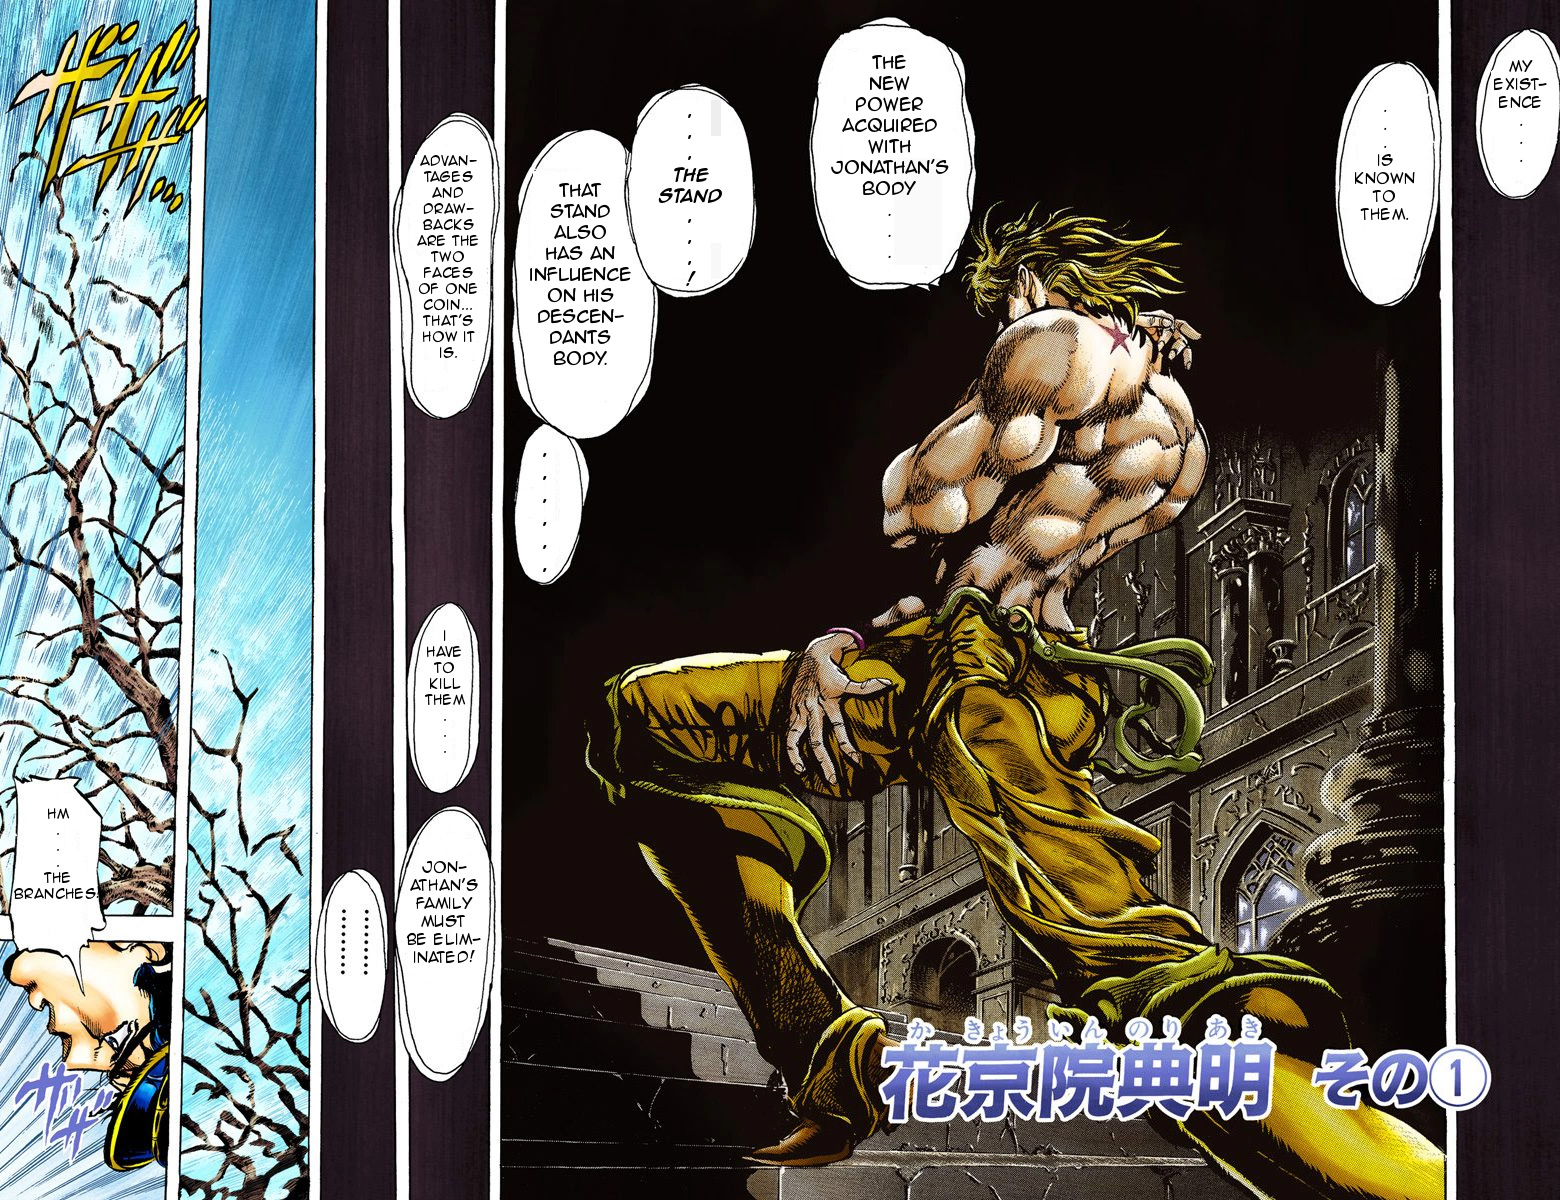 MY
EXIST-
ENCE
. . . .
. . .
IS
KNOWN
TO
THEM.
THE
NEW
POWER
ACQUIRED
WITH
JONATHAN'S
BODY
. . .
. . .
THE
STAND
. . . !
THAT
STAND
ALSO
HAS AN
INFLUENCE
ON HIS
DESCEN-
DANTS
BODY.
. . . . . .
ADVAN-
TAGES
AND
DRAW-
BACKS
ARE THE
TWO
FACES
OF ONE
COIN...
THAT'S
HOW IT
IS.
I
HAVE
TO
KILL
THEM
. . .
JON-
ATHAN'S
FAMILY
MUST
BE ELIM-
INATED!
............
かきょういんのりあき
花京院典明 その①
ザザザ…
HM
. . .
THE
BRANCHES.
ザザザ